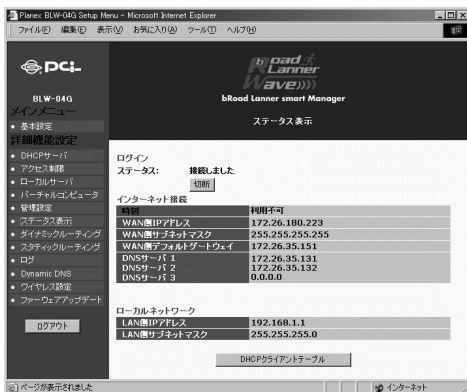 Planex BLW-04G Setup Menu - Microsoft Internet Explorer
ファイル(F) 編集(E) 表示(V) お気に入り(A) ツール(T) ヘルプ(H)
PCi
BLW-04G
メインメニュー
• 基本設定
詳細機能設定
• DHCPサーバ
• アクセス制限
• ローカルサーバ
• バーチャルコンピュータ
• 管理設定
• ステータス表示
• ダイナミックルーティング
• スタティックルーティング
• ログ
• Dynamic DNS
• ワイヤレス設定
• ファームウェアアップデート
ログアウト
broad
Lanner
Wave))))
bRoad Lanner smart Manager
ステータス表示
ログイン
ステータス: 接続しました
切断
インターネット接続
時刻 利用不可
WAN側IPアドレス 172.26.180.223
WAN側サブネットマスク 255.255.255.255
WAN側デフォルトゲートウェイ 172.26.35.151
DNSサーバ 1 172.26.35.131
DNSサーバ 2 172.26.35.132
DNSサーバ 3 0.0.0.0
ローカルネットワーク
LAN側IPアドレス 192.168.1.1
LAN側サブネットマスク 255.255.255.0
DHCPクライアントテーブル
ページが表示されました
インターネット